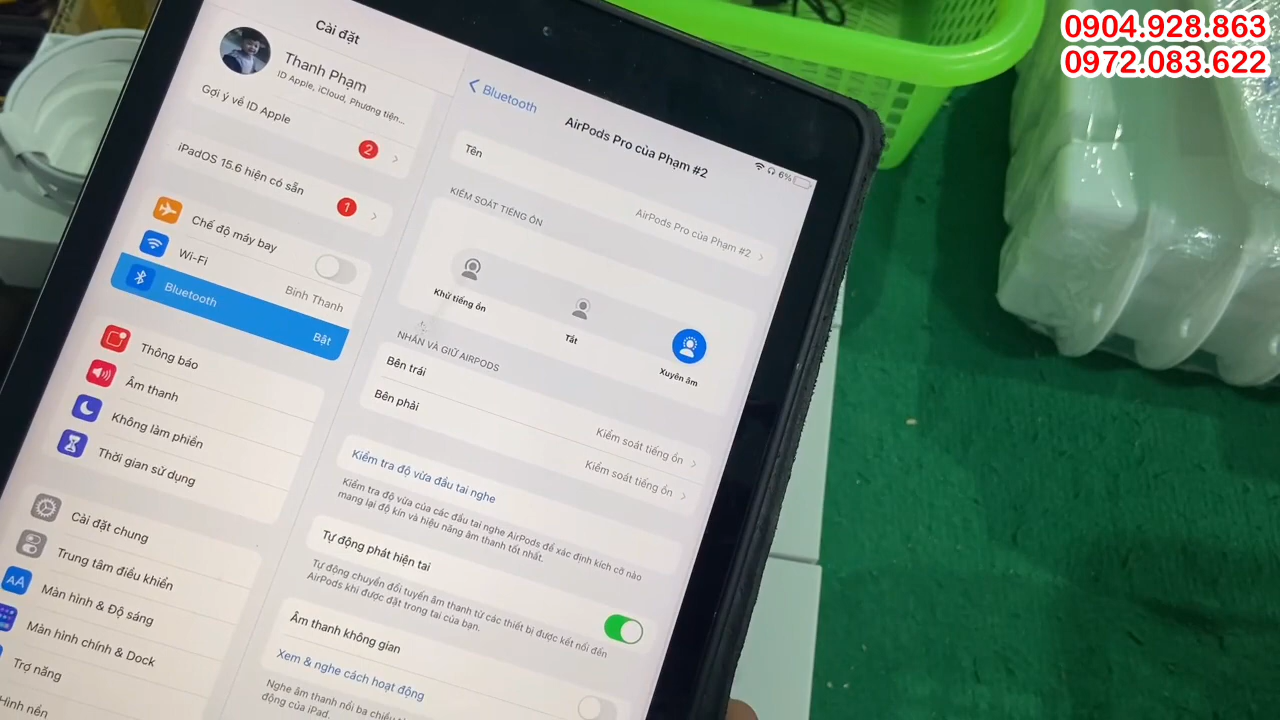 0904.928.863
0972.083.622
Cài đặt
Thanh Phạm
ID Apple, iCloud, Phương tiện...
Gợi ý về ID Apple
2
iPadOS 15.6 hiện có sẵn
1
Chế độ máy bay
Wi-Fi
Binh Thanh
Bluetooth
Bật
Thông báo
Âm thanh
Không làm phiền
Thời gian sử dụng
Cài đặt chung
Trung tâm điều khiển
AA
Màn hình & Độ sáng
Màn hình chính & Dock
Trợ năng
Hình nền
Bluetooth
AirPods Pro của Phạm #2
6%
Tên
AirPods Pro của Phạm #2
KIỂM SOÁT TIẾNG ỒN
Khử tiếng ồn
Tắt
Xuyên âm
NHẤN VÀ GIỮ AIRPODS
Bên trái
Kiểm soát tiếng ồn
Bên phải
Kiểm soát tiếng ồn
Kiểm tra độ vừa đầu tai nghe
Kiểm tra độ vừa của các đầu tai nghe AirPods để xác định kích cỡ nào
mang lại độ kín và hiệu năng âm thanh tốt nhất.
Tự động phát hiện tai
Tự động chuyển đổi tuyến âm thanh từ các thiết bị được kết nối đến
AirPods khi được đặt trong tai của bạn.
Âm thanh không gian
Xem & nghe cách hoạt động
Nghe âm thanh nổi ba chiều
động của iPad.